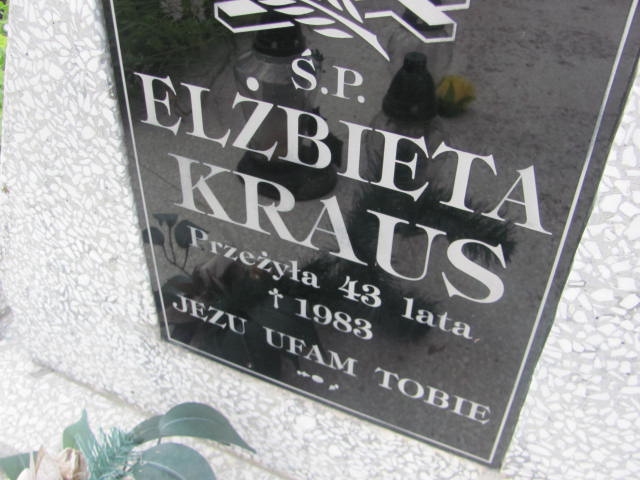 Ś.P.
ELŻBIETA
KRAUS
Przeżyła 43 lata
† 1983
JEZU UFAM TOBIE